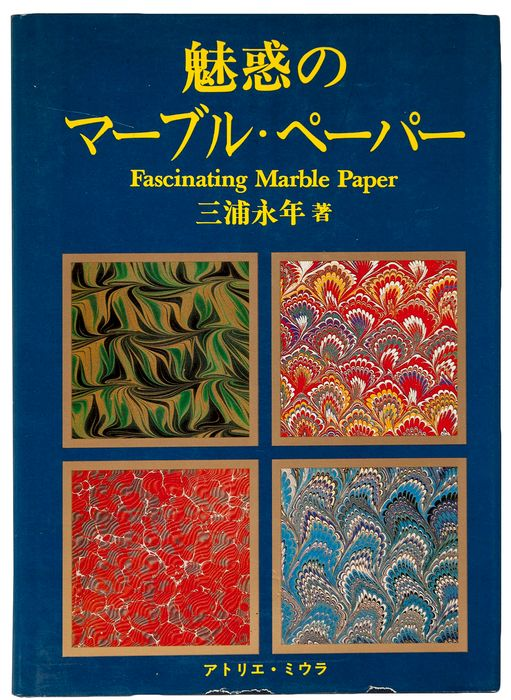 魅惑の
マーブル・ペーパー
Fascinating Marble Paper
三浦永年 著
アトリエ・ミウラ